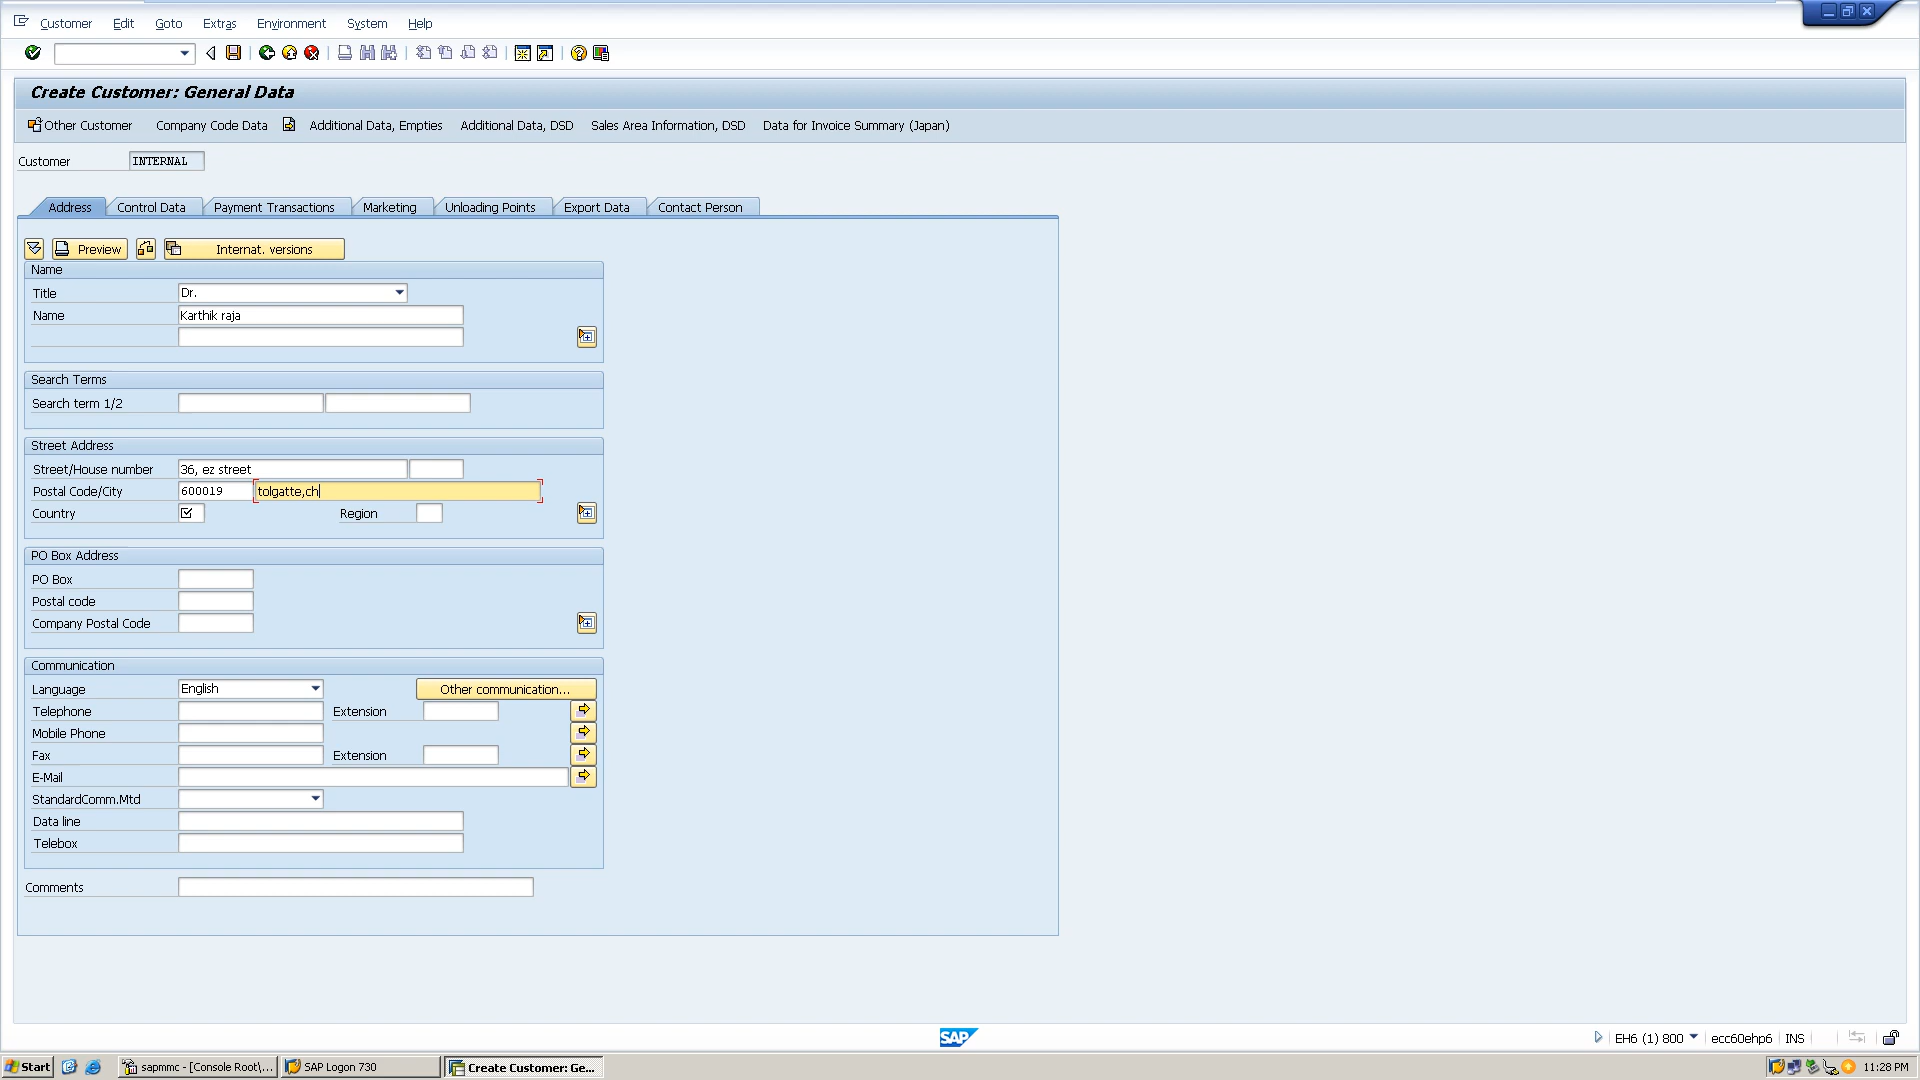 Customer Edit Goto Extras Environment System Help
Create Customer: General Data
Other Customer Company Code Data Additional Data, Empties Additional Data, DSD Sales Area Information, DSD Data for Invoice Summary (Japan)
Customer INTERNAL
Address Control Data Payment Transactions Marketing Unloading Points Export Data Contact Person
Preview Internat. versions
Name
Title Dr.
Name Karthik raja
Search Terms
Search term 1/2
Street Address
Street/House number 36, ez street
Postal Code/City 600019 tolgatte,ch
Country Region
PO Box Address
PO Box
Postal code
Company Postal Code
Communication
Language English Other communication...
Telephone Extension
Mobile Phone
Fax Extension
E-Mail
StandardComm.Mtd
Data line
Telebox
Comments
SAP EH6 (1) 800 ecc60ehp6 INS
Start sapmmc - [Console Root\... SAP Logon 730 Create Customer: Ge... 11:28 PM